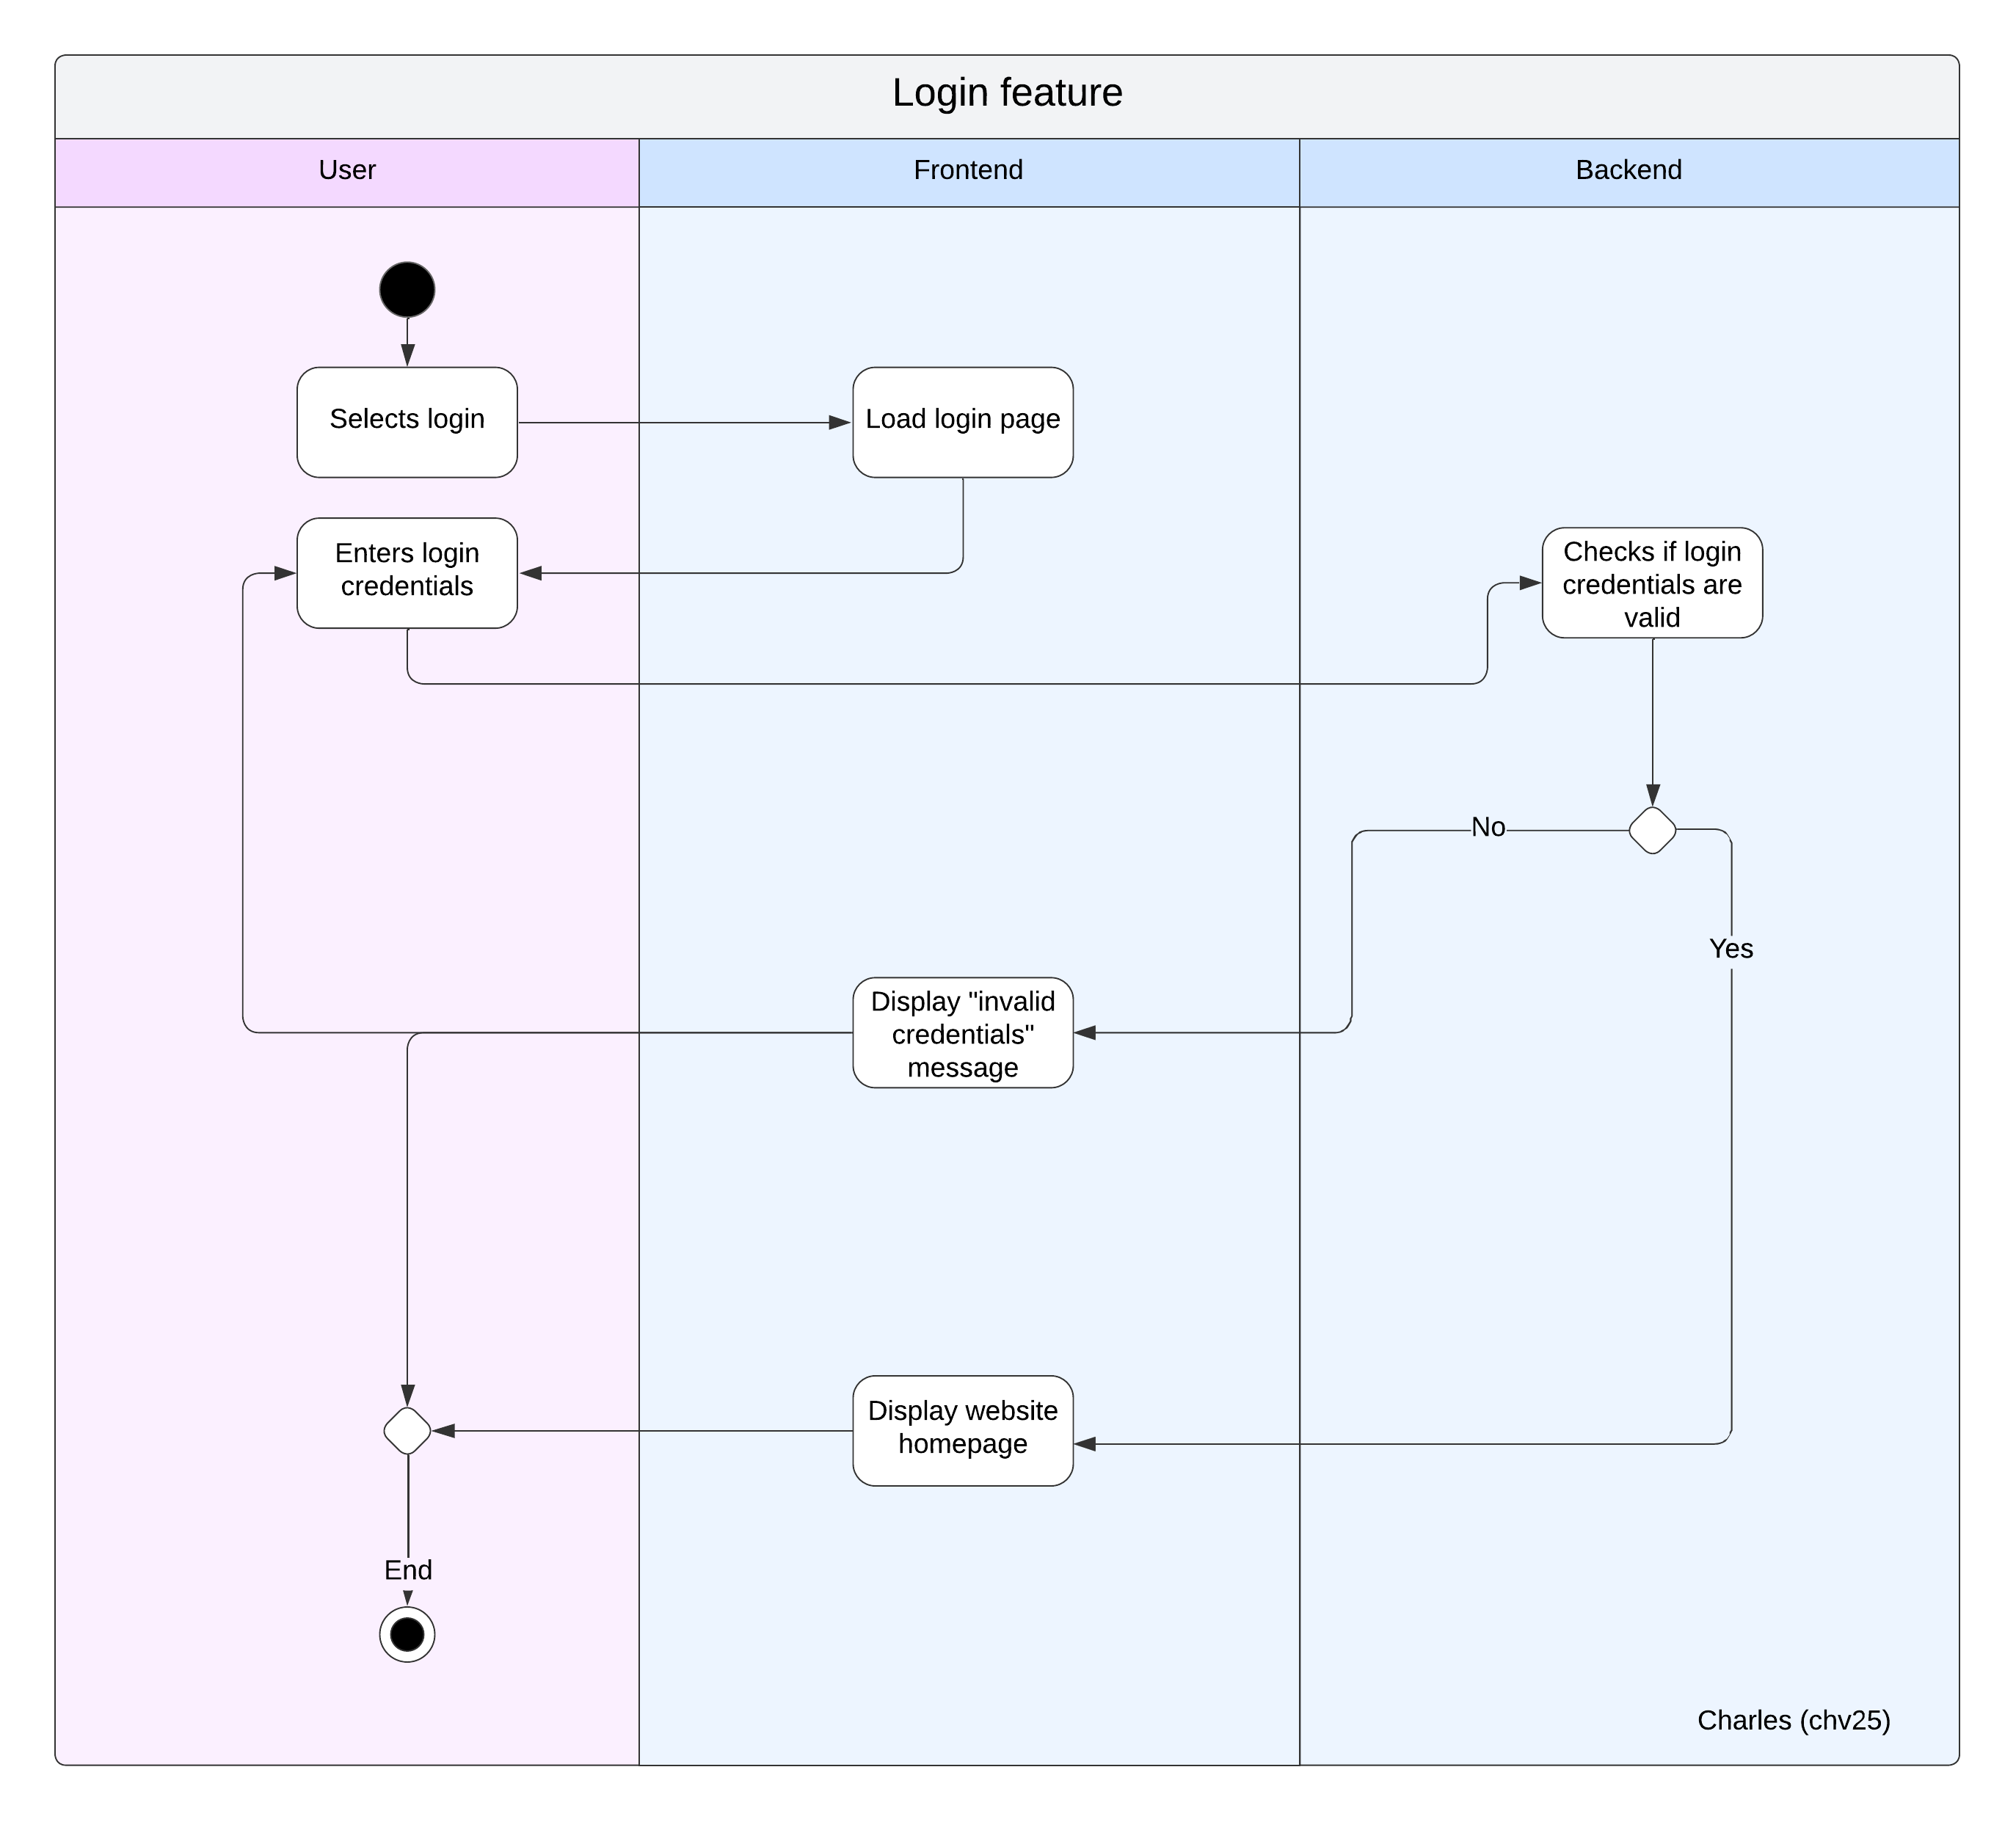 Login feature
User
Frontend
Backend
Selects login
Load login page
Enters login
credentials
Checks if login
credentials are
valid
No
Yes
Display "invalid
credentials"
message
Display website
homepage
End
Charles (chv25)